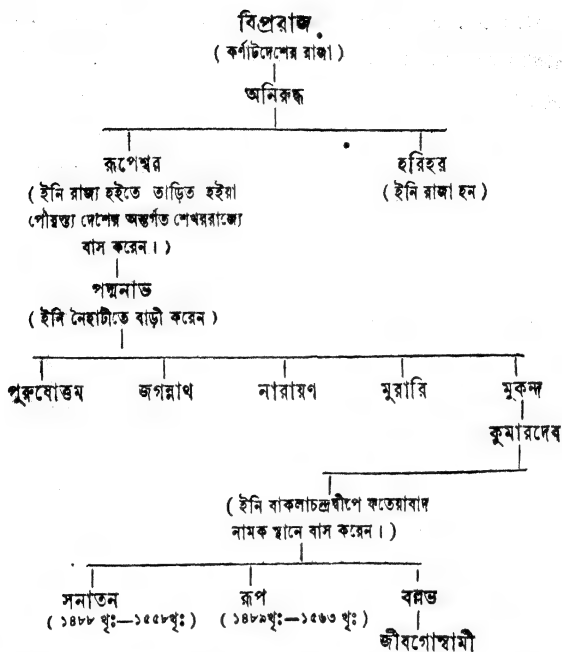 বিপ্ররাজ
( কর্ণাটদেশের রাজা )
অনিরুদ্ধ
রূপেশ্বর হরিহর
( ইনি রাজ্য হইতে তাড়িত হইয়া ( ইনি রাজা হন )
পৌরস্ত্য দেশের অন্তর্গত শেখররাজ্যে
বাস করেন। )
পদ্মনাভ
( ইনি নৈহাটীতে বাড়ী করেন )
পুরুষোত্তম জগন্নাথ নারায়ণ মুরারি মুকন্দ
কুমারদেব
( ইনি বাকলাচন্দ্রদ্বীপে ফতেয়াবাদ
নামক স্থানে বাস করেন। )
সনাতন রূপ বল্লভ
( ১৪৮৮ খৃঃ—১৫৫৮খৃঃ ) ( ১৪৮৯খৃঃ—১৫৬৩ খৃঃ )
জীবগোস্বামী